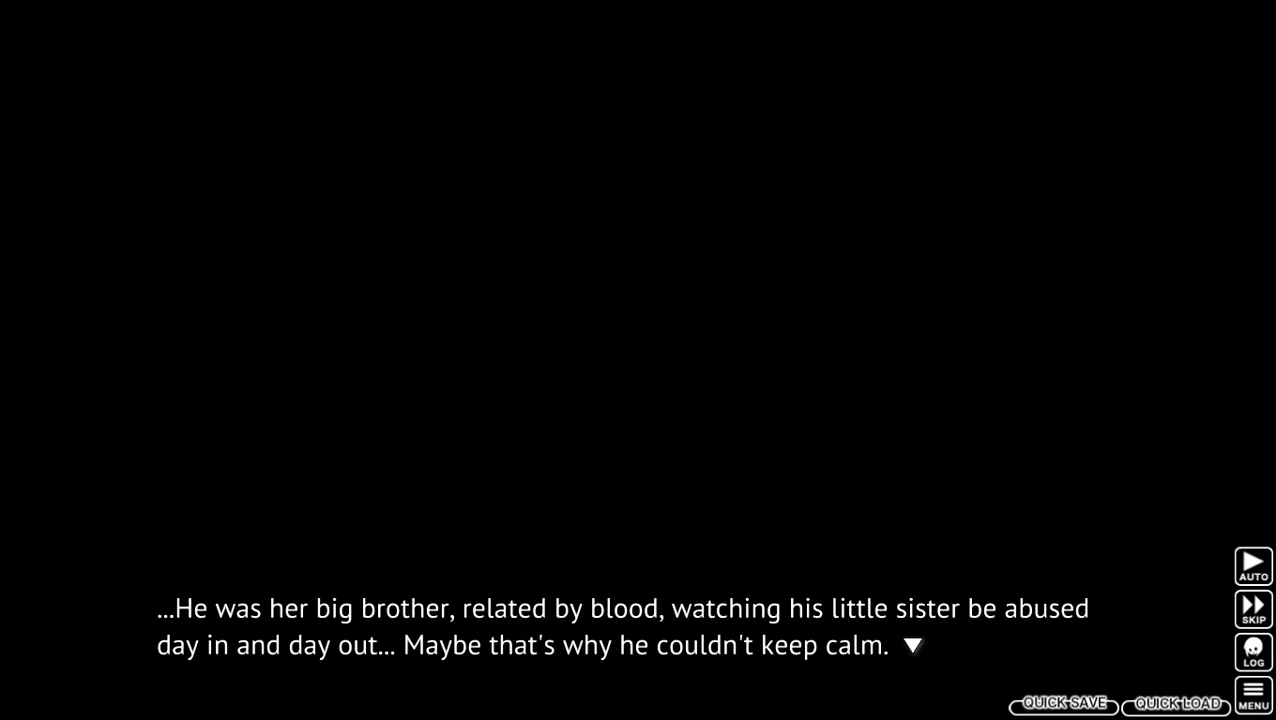 ...He was her big brother, related by blood, watching his little sister be abused
day in and day out... Maybe that's why he couldn't keep calm.
AUTO
SKIP
LOG
MENU
QUICK SAVE
QUICK LOAD